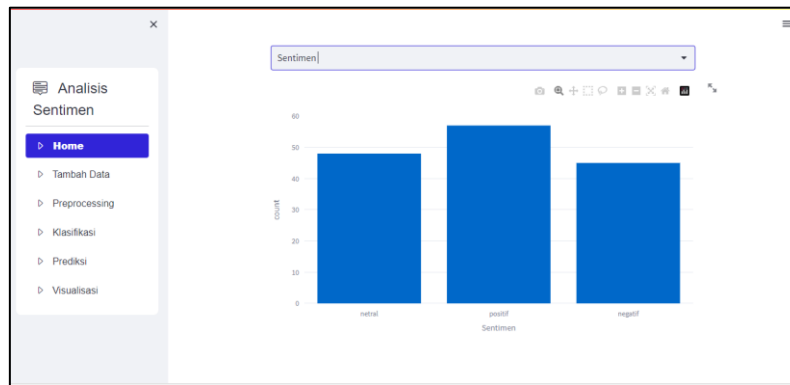 Analisis
Sentimen
Home
Tambah Data
Preprocessing
Klasifikasi
Prediksi
Visualisasi
Sentimen
60
50
40
30
20
10
0
count
netral
positif
negatif
Sentimen